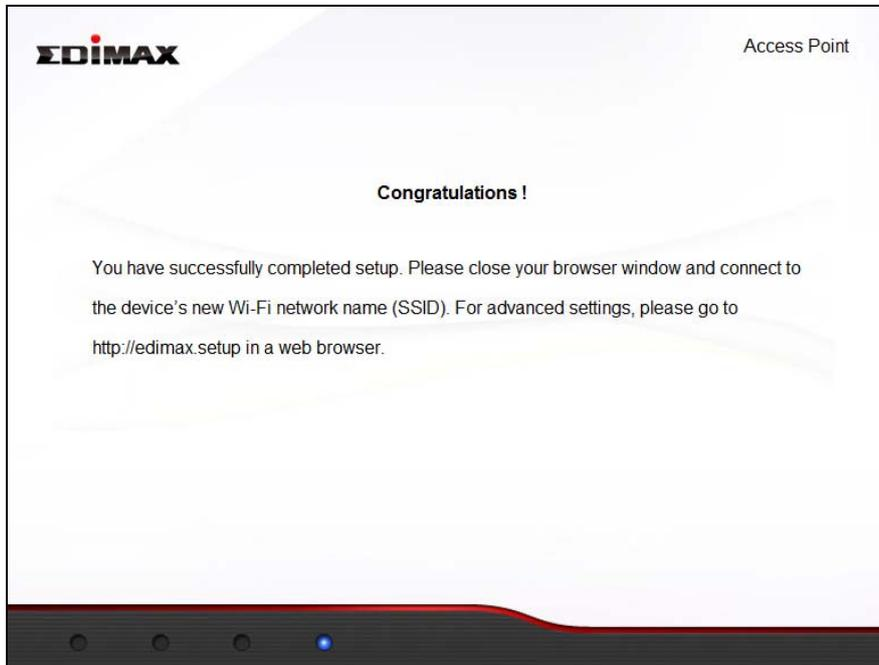 EDIMAX
Access Point
Congratulations !
You have successfully completed setup. Please close your browser window and connect to
the device's new Wi-Fi network name (SSID). For advanced settings, please go to
http://edimax.setup in a web browser.